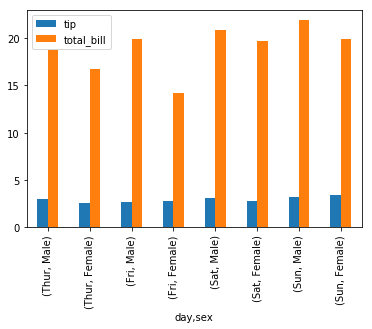 tip
total_bill
20
15
10
5
0
(Thur, Male)
(Thur, Female)
(Fri, Male)
(Fri, Female)
(Sat, Male)
(Sat, Female)
(Sun, Male)
(Sun, Female)
day,sex